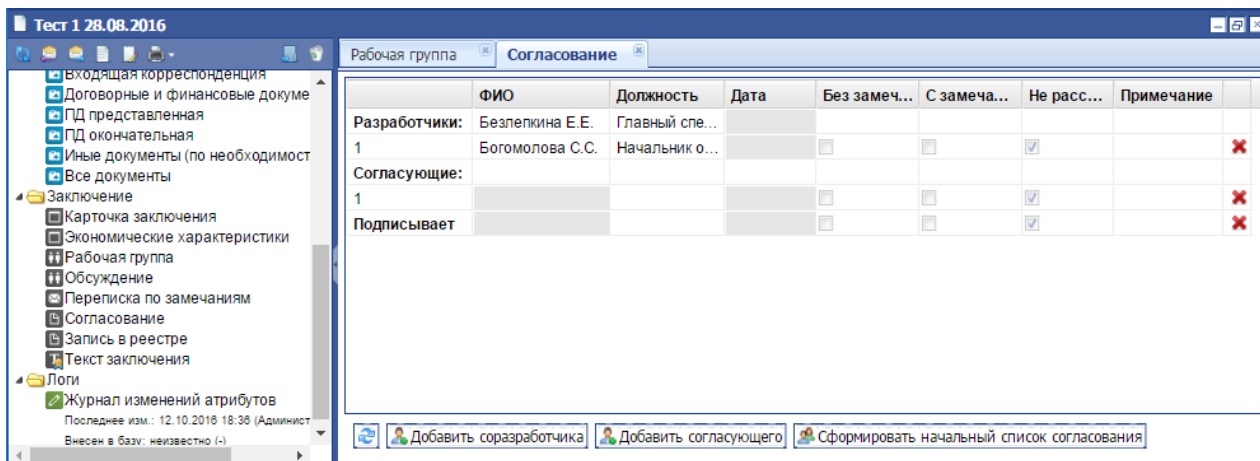 Тест 1 28.08.2016
Входящая корреспонденция
Договорные и финансовые докуме
ПД представленная
ПД окончательная
Иные документы (по необходимост
Все документы
Заключение
Карточка заключения
Экономические характеристики
Рабочая группа
Обсуждение
Переписка по замечаниям
Согласование
Запись в реестре
Текст заключения
Логи
Журнал изменений атрибутов
Последнее изм.: 12.10.2016 18:36 (Админист
Внесен в базу: неизвестно (-)
Рабочая группа Согласование
ФИО Должность Дата Без замеч... С замеча... Не расс... Примечание
Разработчики: Безлепкина Е.Е. Главный спе...
1 Богомолова С.С. Начальник о...
Согласующие:
1
Подписывает
Добавить соразработчика Добавить согласующего Сформировать начальный список согласования